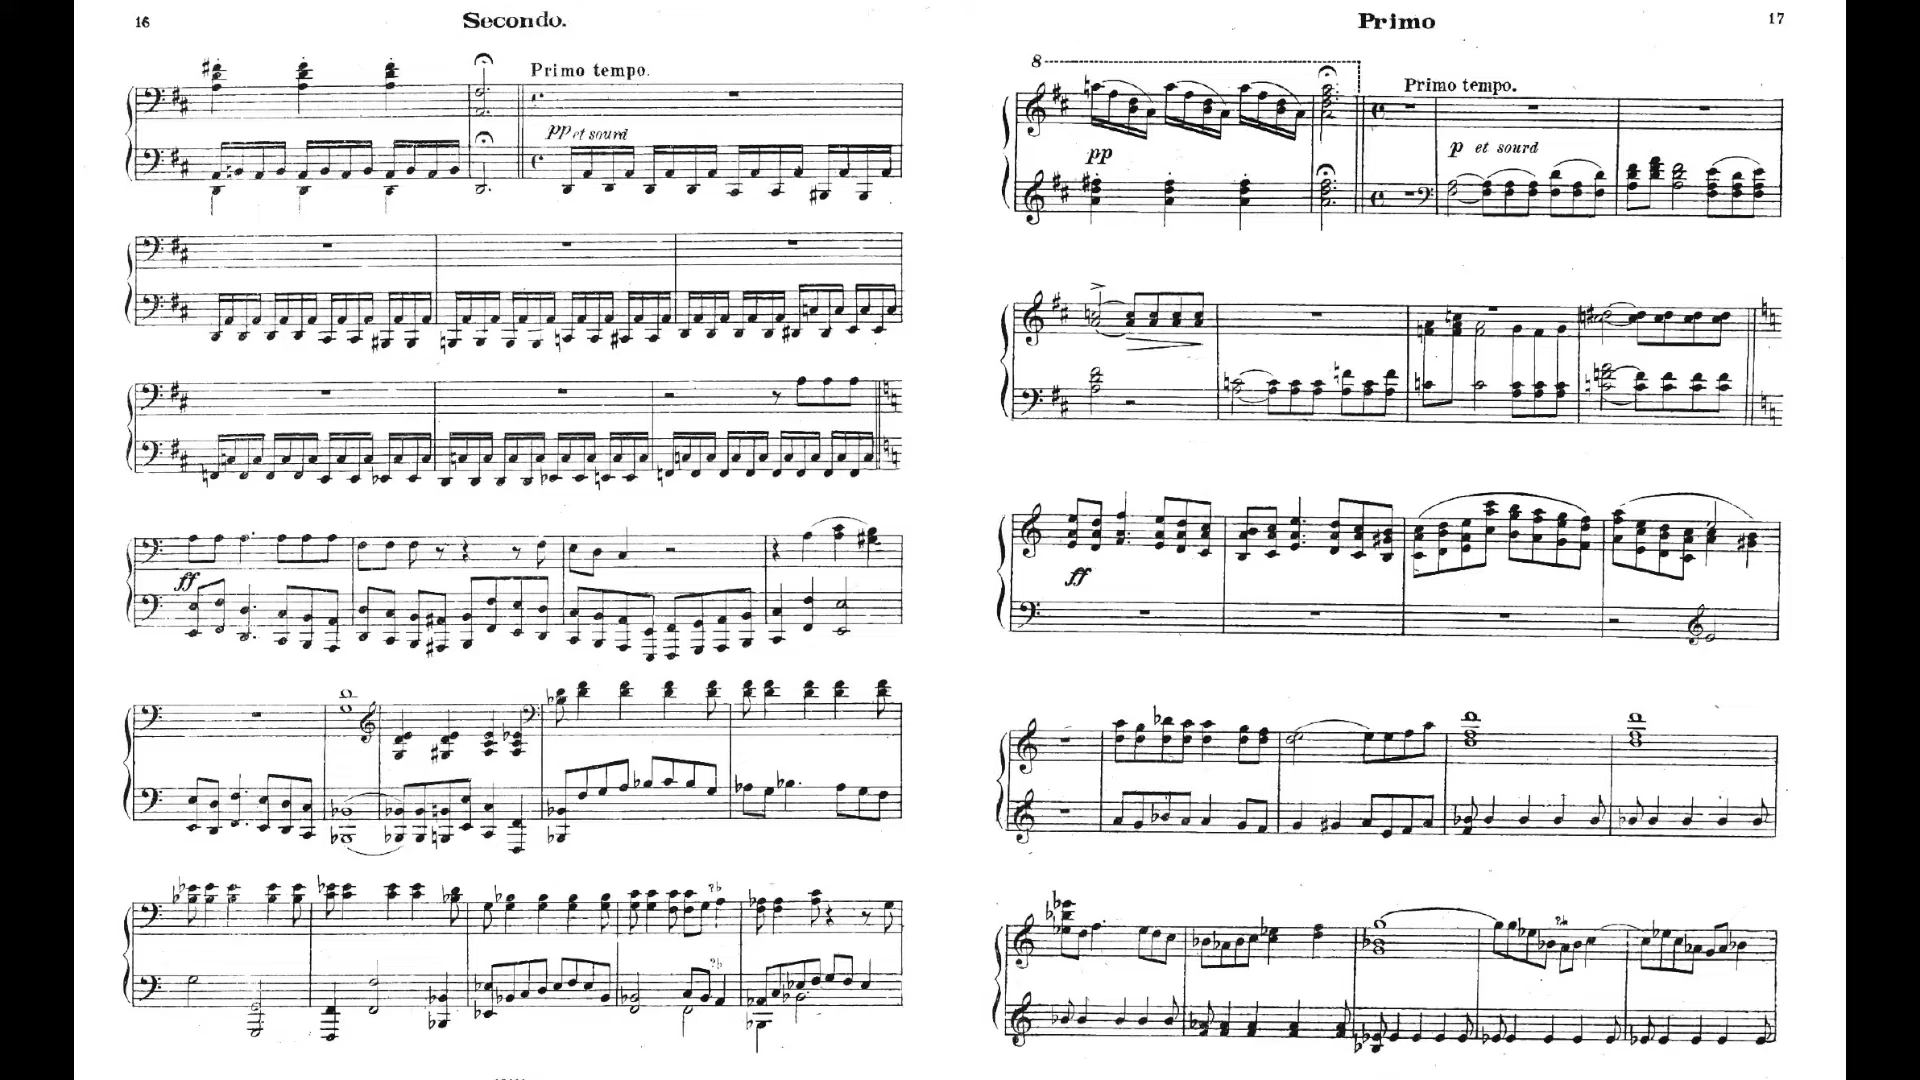 16
Secondo.
Primo tempo.
pp et sourd
ff
?b
?b
Primo
17
8
Primo tempo.
pp
p et sourd
ff